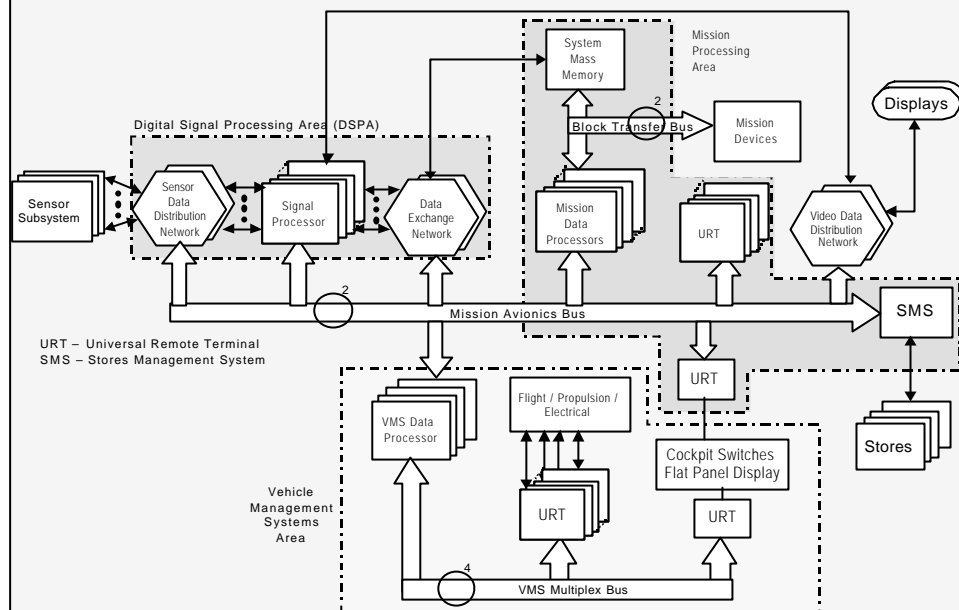 System
Mass
Memory
Mission
Processing
Area
2
Block Transfer Bus
Mission
Devices
Displays
Digital Signal Processing Area (DSPA)
Sensor
Subsystem
Sensor
Data
Distribution
Network
Signal
Processor
Data
Exchange
Network
Mission
Data
Processors
URT
Video Data
Distribution
Network
2
Mission Avionics Bus
SMS
URT – Universal Remote Terminal
SMS – Stores Management System
URT
VMS Data
Processor
Flight / Propulsion /
Electrical
Cockpit Switches
Flat Panel Display
Stores
Vehicle
Management
Systems
Area
URT
URT
4
VMS Multiplex Bus